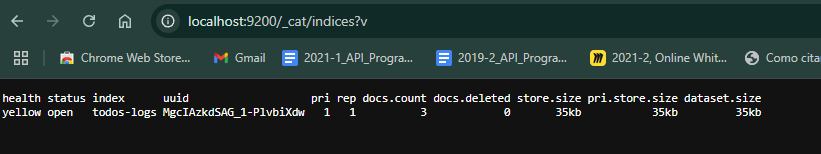 localhost:9200/_cat/indices?v
Chrome Web Store... Gmail 2021-1_API_Progra... 2019-2_API_Progra... 2021-2, Online Whit... Como cita
health status index uuid pri rep docs.count docs.deleted store.size pri.store.size dataset.size
yellow open todos-logs MgcIAzkdSAG_1-PlvbiXdw 1 1 3 0 35kb 35kb 35kb